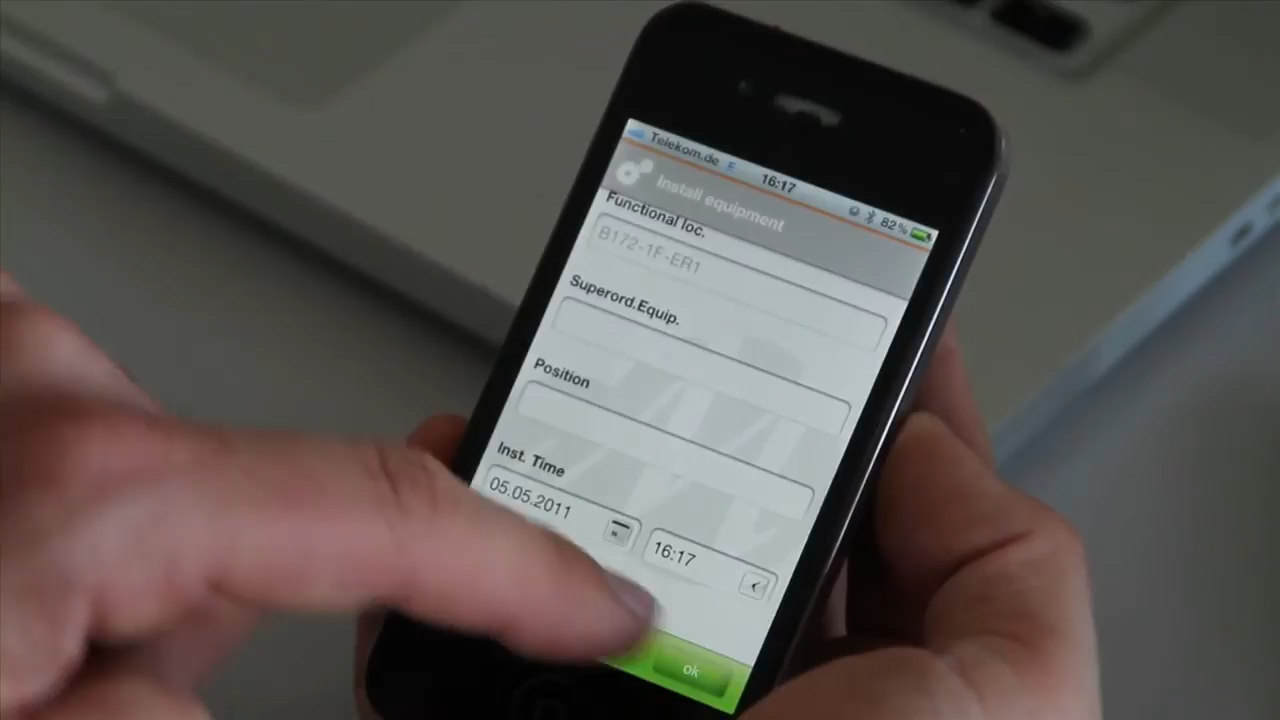 Telekom.de E 16:17 82%
Install equipment
Functional loc.
B172-1F-ER1
Superord.Equip.
Position
Inst. Time
05.05.2011
16:17
ok